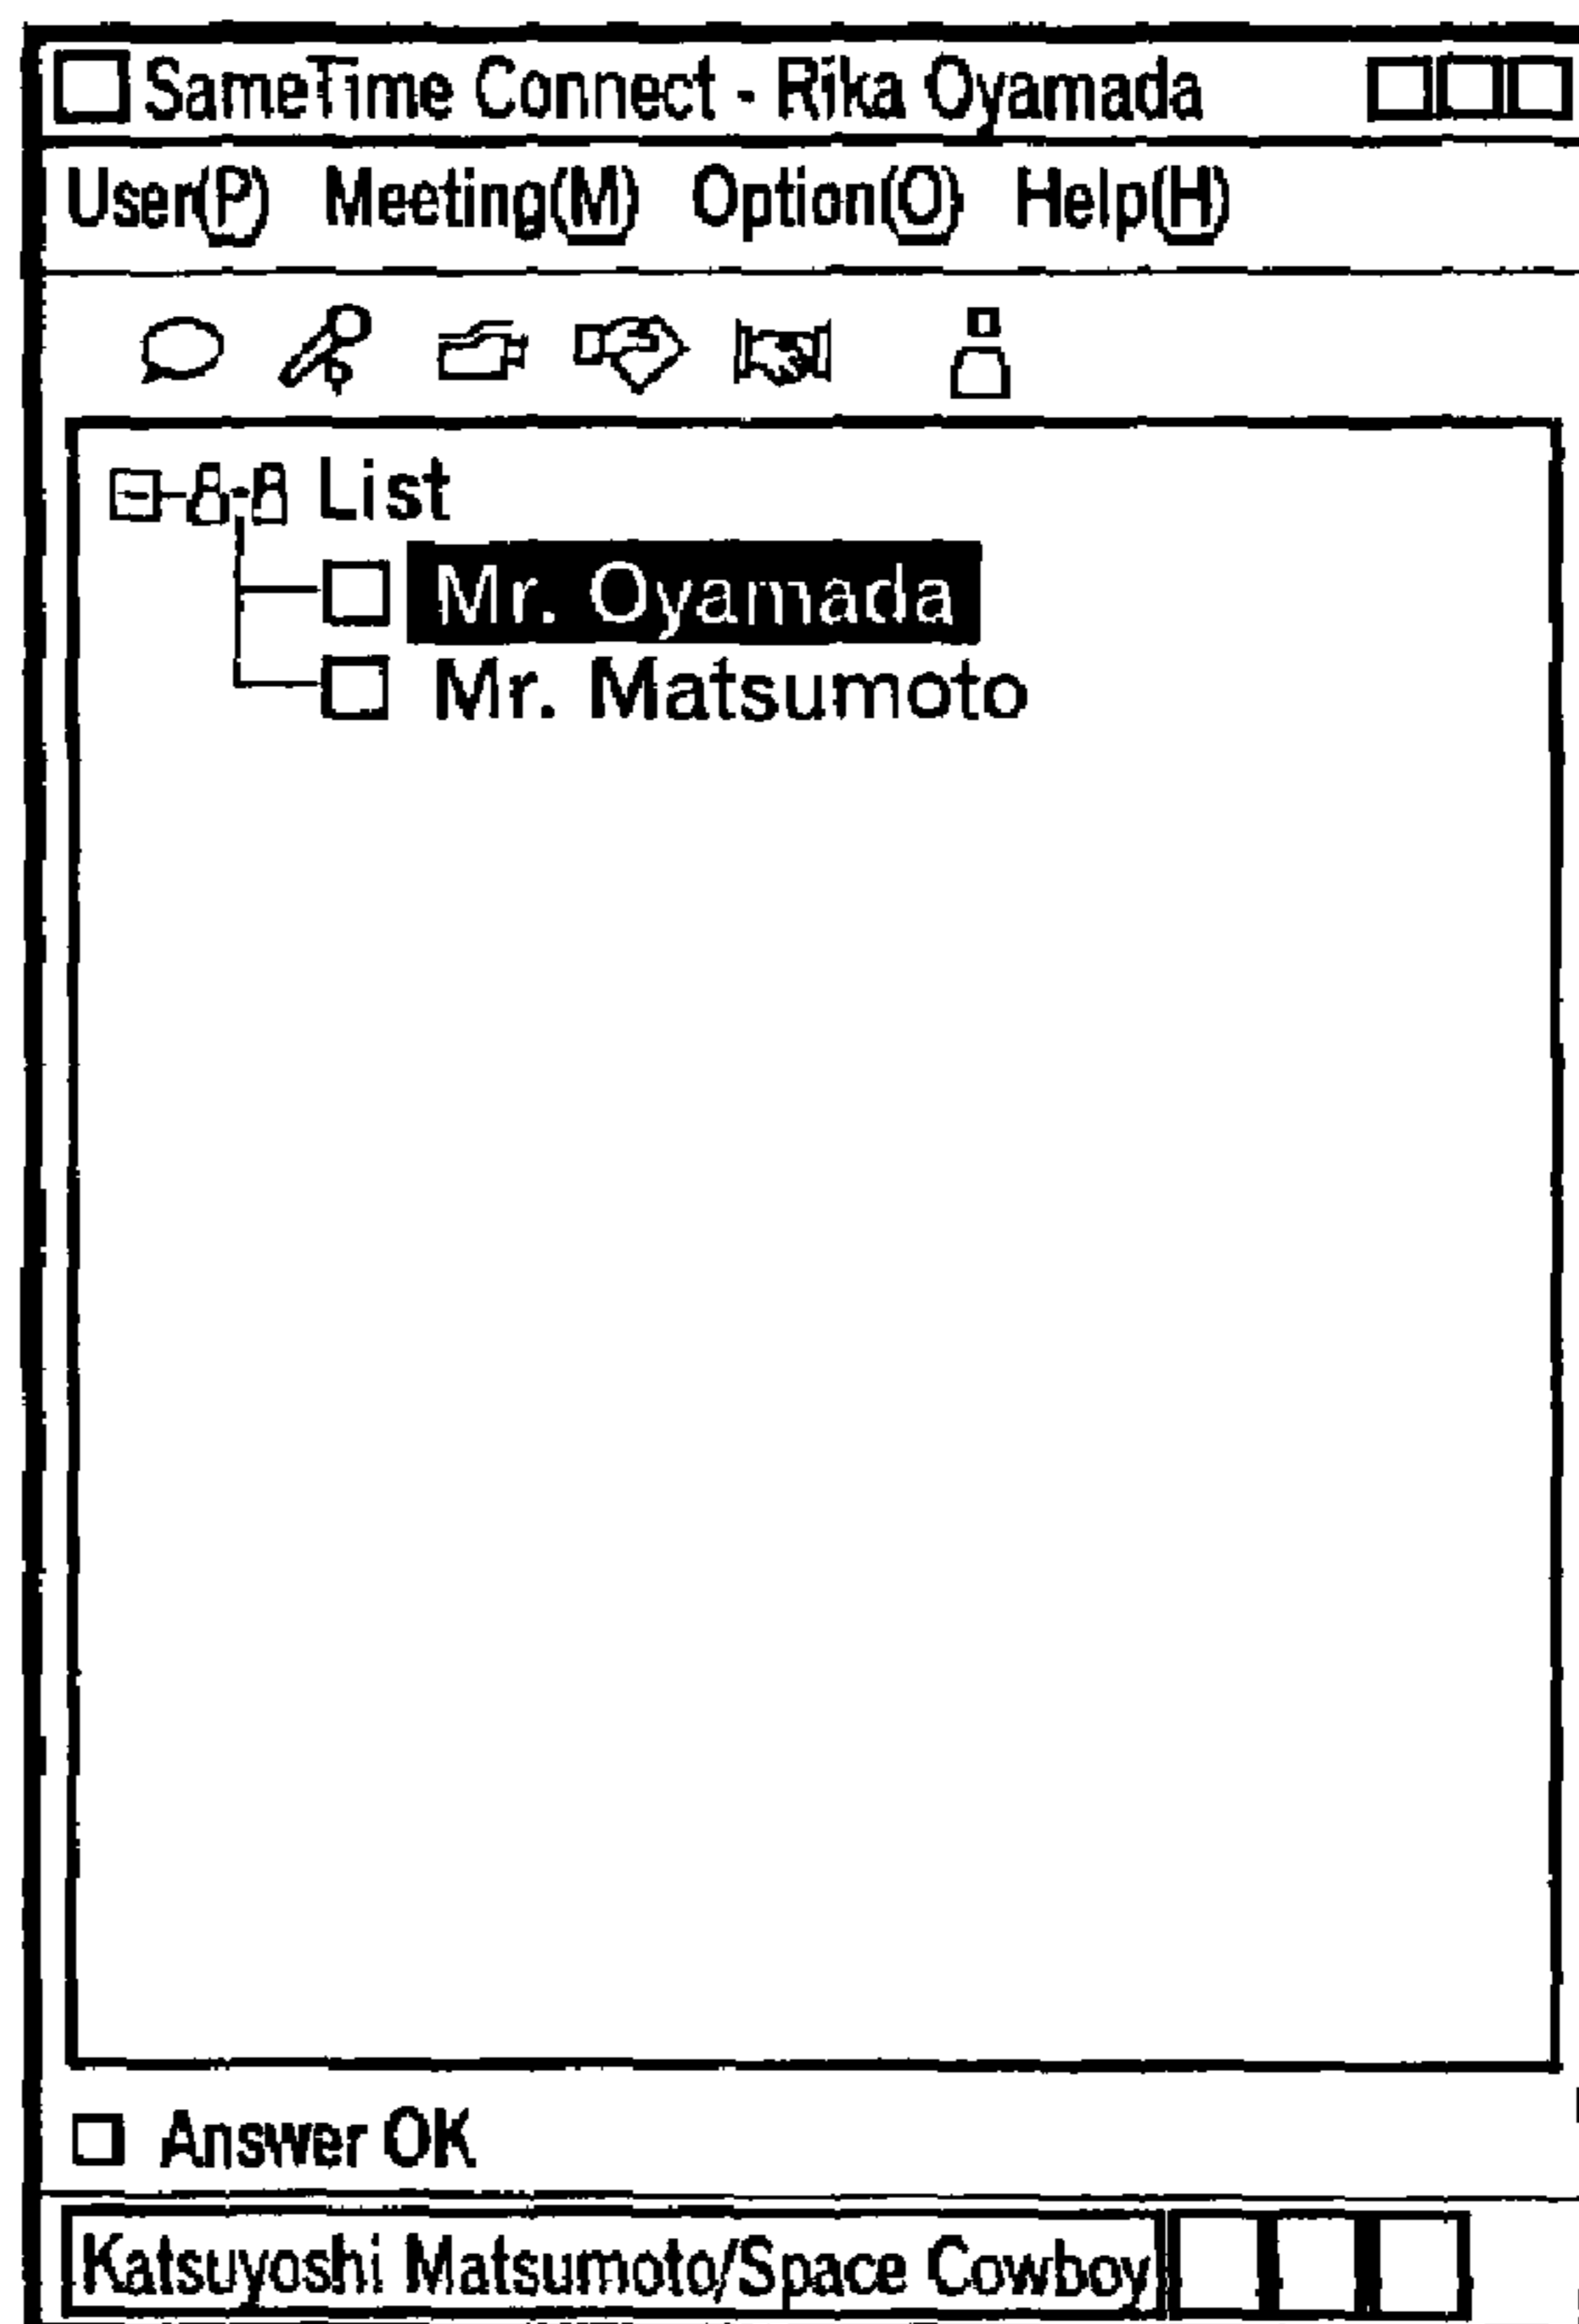 SameTime Connect - Rika Oyamada
User(P) Meeting(M) Option(O) Help(H)
List
Mr. Oyamada
Mr. Matsumoto
Answer OK
Katsuyoshi Matsumoto/Space Cowboy